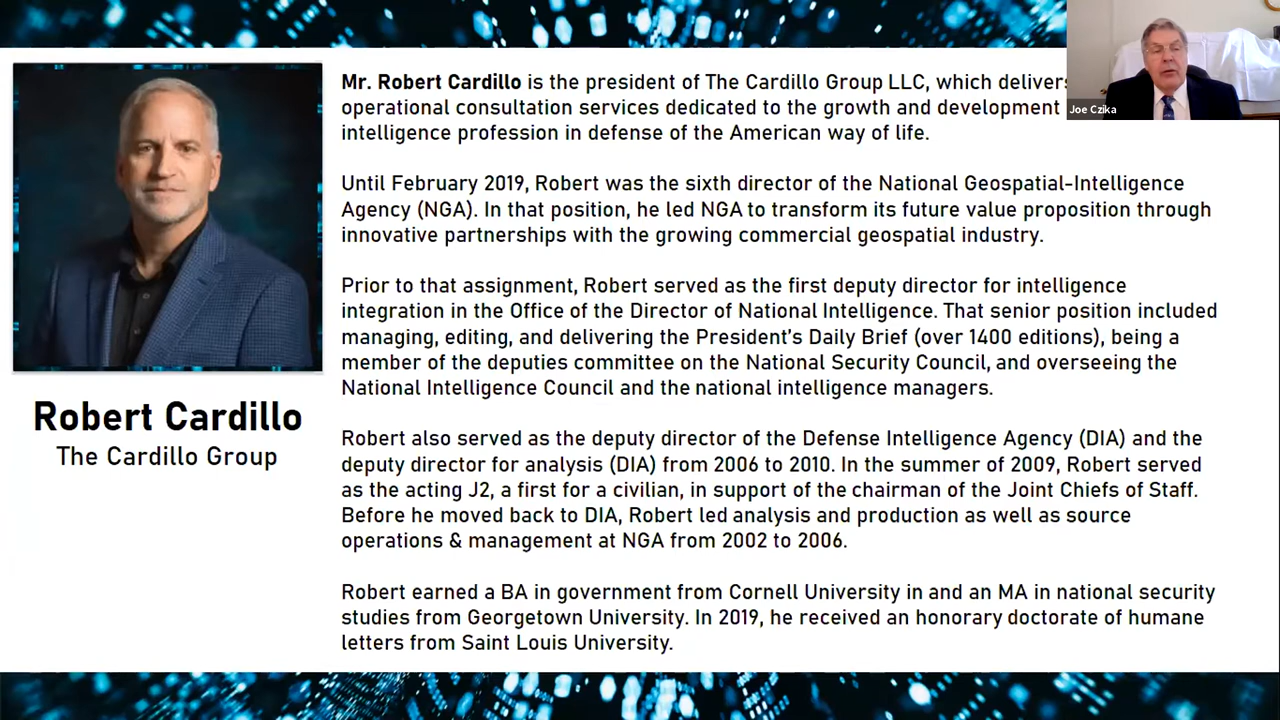 Mr. Robert Cardillo is the president of The Cardillo Group LLC, which delivers
operational consultation services dedicated to the growth and development
intelligence profession in defense of the American way of life.
Joe Czika
Until February 2019, Robert was the sixth director of the National Geospatial-Intelligence
Agency (NGA). In that position, he led NGA to transform its future value proposition through
innovative partnerships with the growing commercial geospatial industry.
Prior to that assignment, Robert served as the first deputy director for intelligence
integration in the Office of the Director of National Intelligence. That senior position included
managing, editing, and delivering the President's Daily Brief (over 1400 editions), being a
member of the deputies committee on the National Security Council, and overseeing the
National Intelligence Council and the national intelligence managers.
Robert Cardillo
The Cardillo Group
Robert also served as the deputy director of the Defense Intelligence Agency (DIA) and the
deputy director for analysis (DIA) from 2006 to 2010. In the summer of 2009, Robert served
as the acting J2, a first for a civilian, in support of the chairman of the Joint Chiefs of Staff.
Before he moved back to DIA, Robert led analysis and production as well as source
operations & management at NGA from 2002 to 2006.
Robert earned a BA in government from Cornell University in and an MA in national security
studies from Georgetown University. In 2019, he received an honorary doctorate of humane
letters from Saint Louis University.